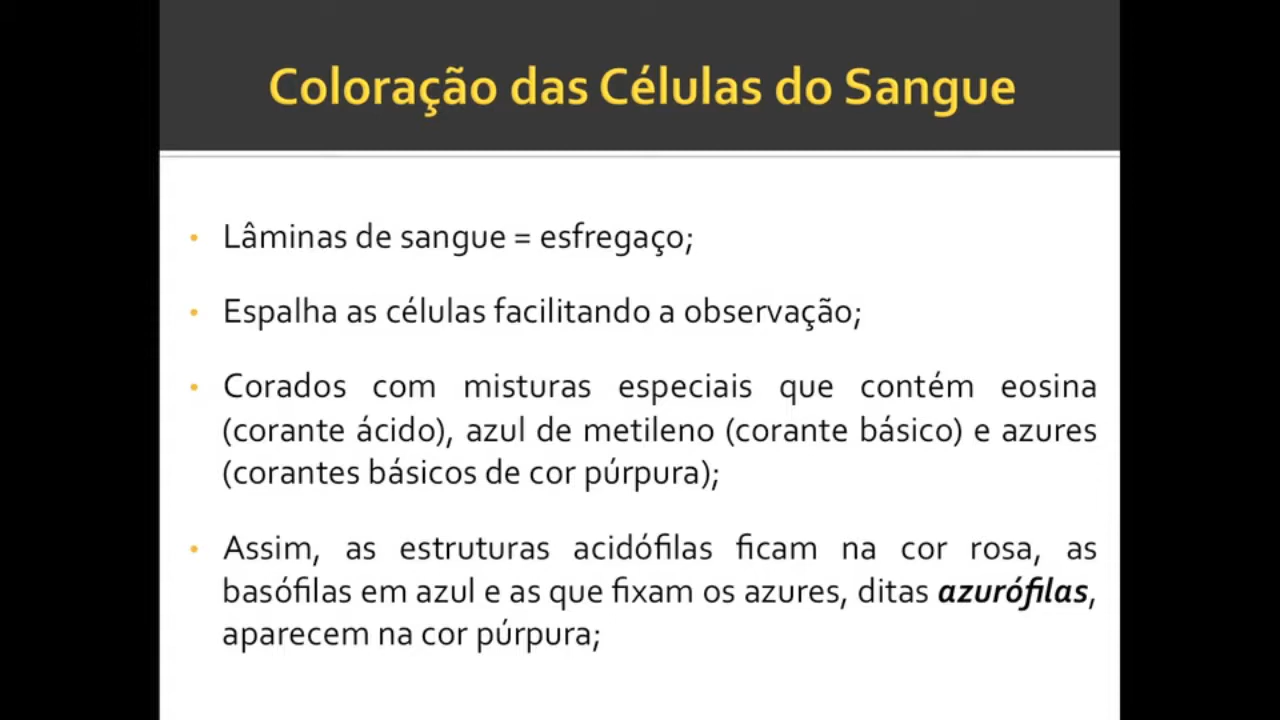 Coloração das Células do Sangue
• Lâminas de sangue = esfregaço;
• Espalha as células facilitando a observação;
• Corados com misturas especiais que contém eosina
(corante ácido), azul de metileno (corante básico) e azures
(corantes básicos de cor púrpura);
• Assim, as estruturas acidófilas ficam na cor rosa, as
basófilas em azul e as que fixam os azures, ditas azurófilas,
aparecem na cor púrpura;